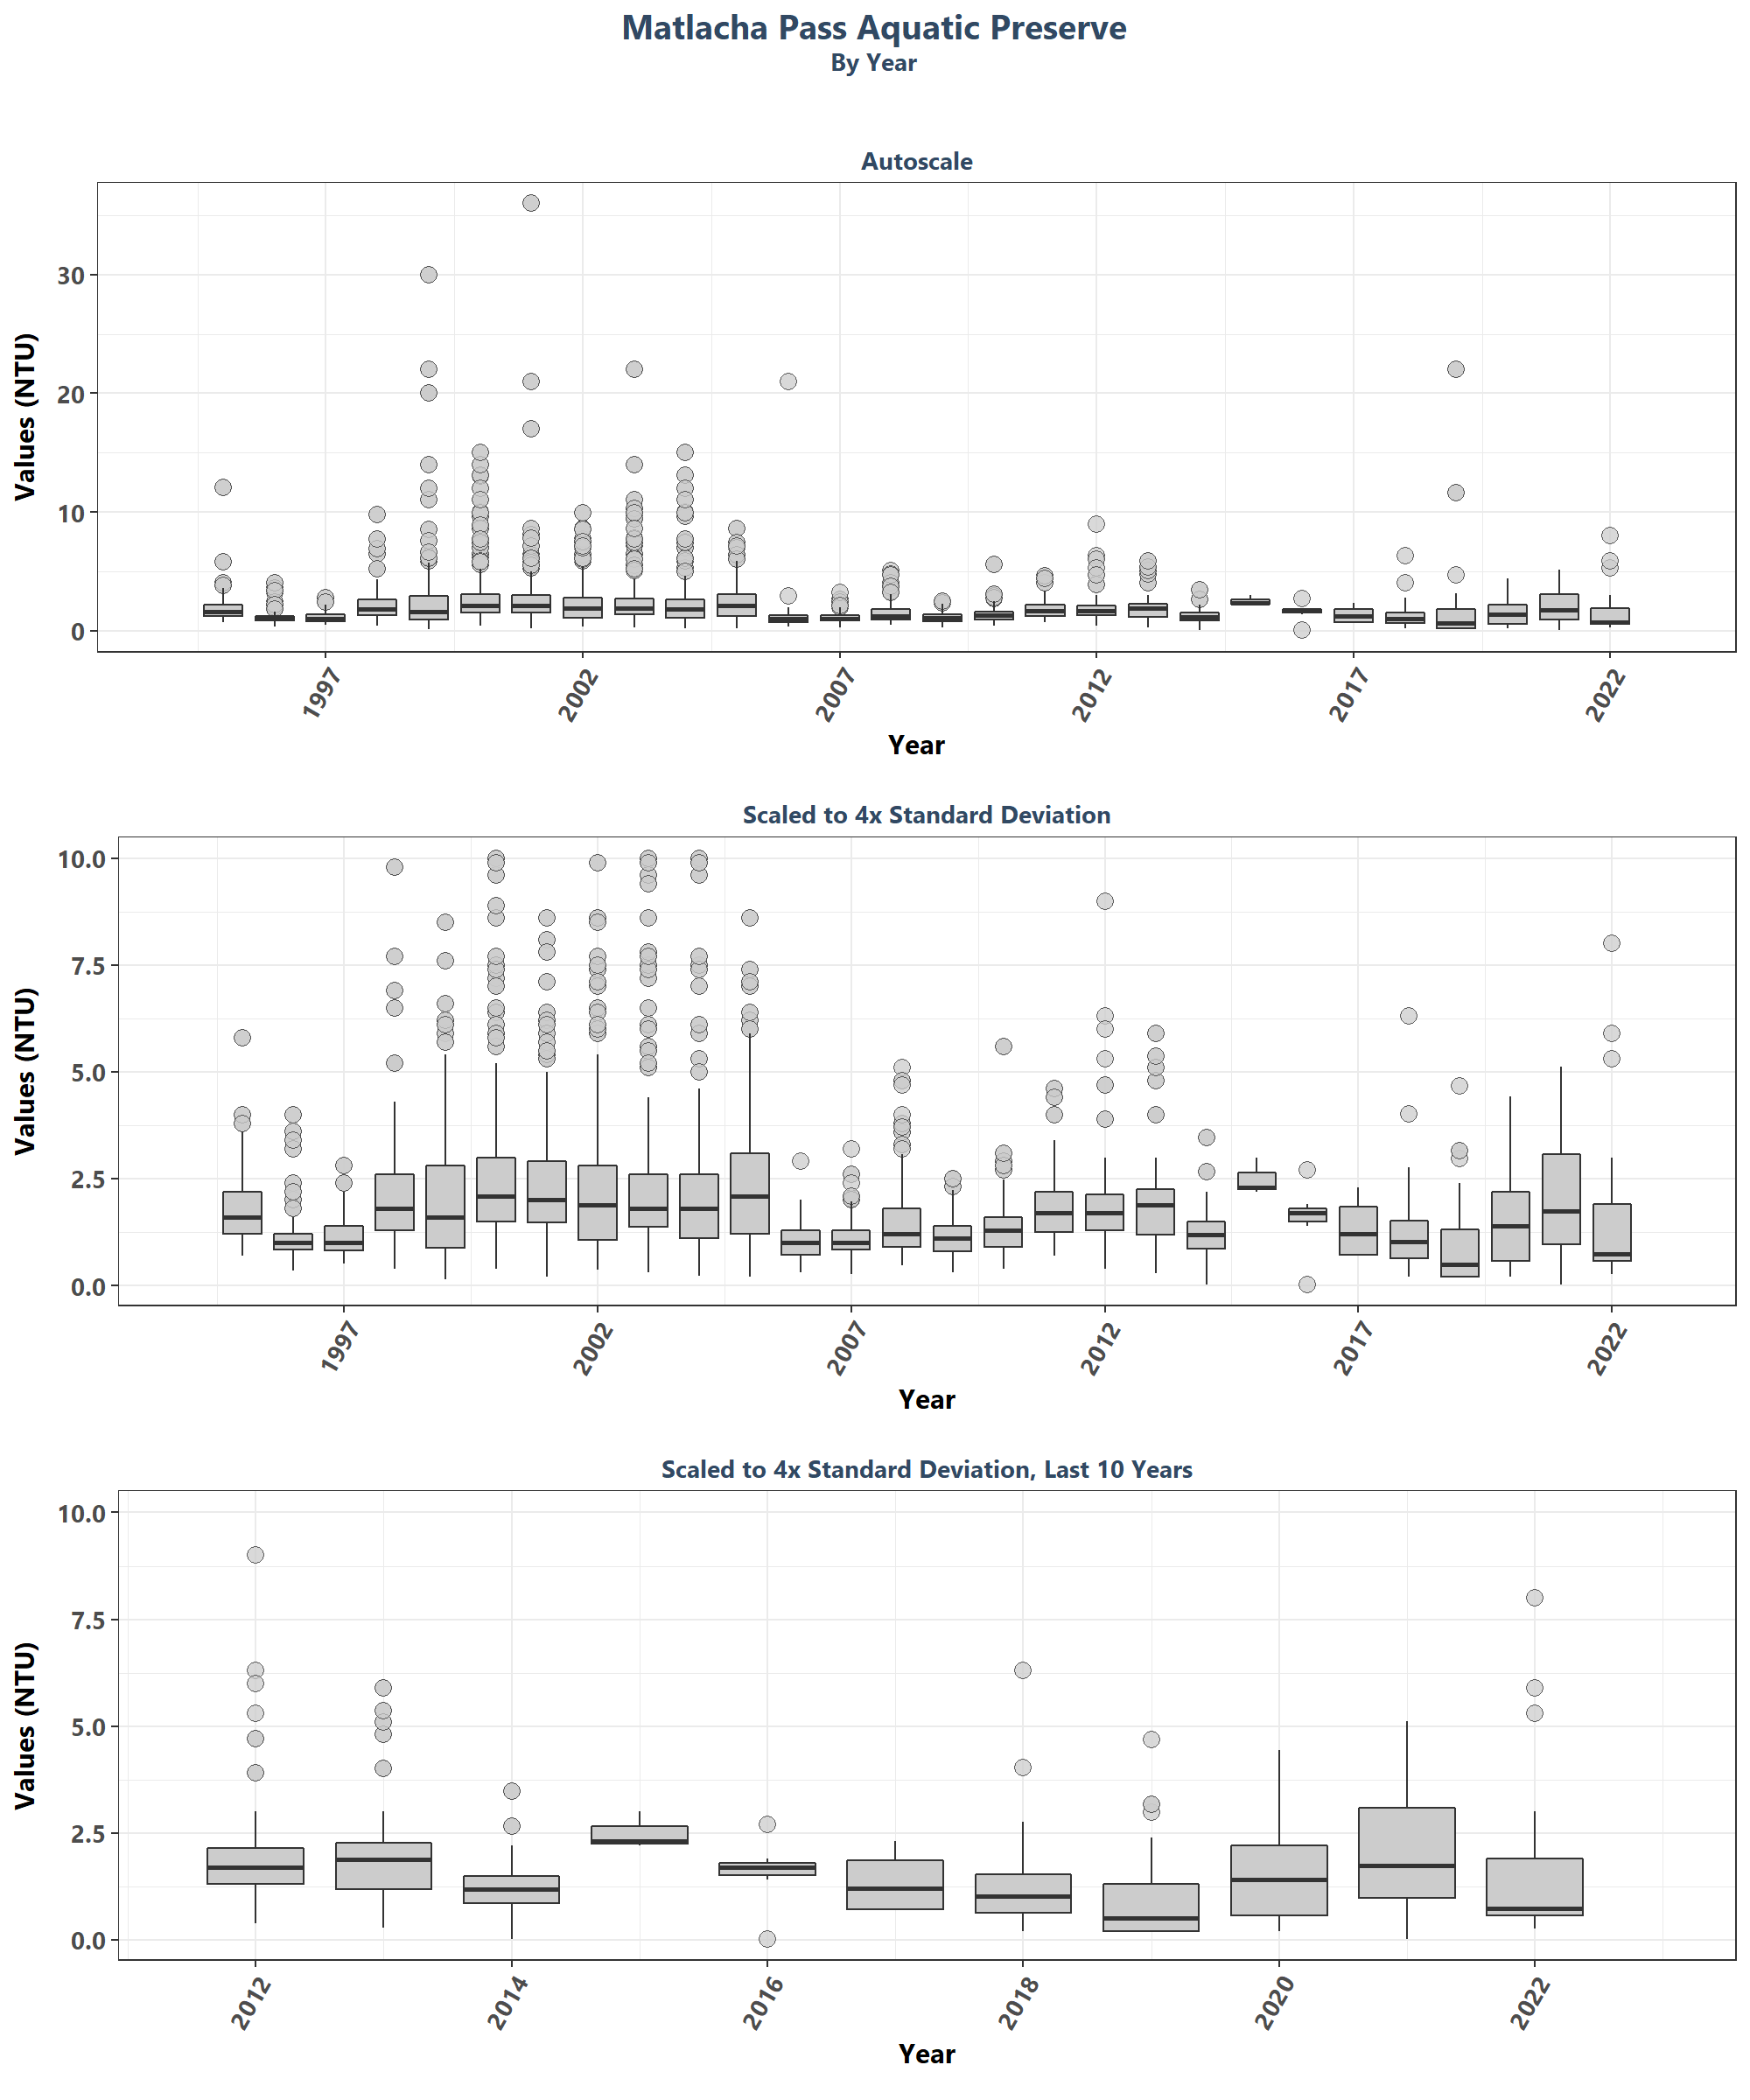 Matlacha Pass Aquatic Preserve
By Year
Autoscale
Values (NTU)
30
20
10
0
1997 2002 2007 2012 2017 2022
Year
Scaled to 4x Standard Deviation
Values (NTU)
10.0
7.5
5.0
2.5
0.0
1997 2002 2007 2012 2017 2022
Year
Scaled to 4x Standard Deviation, Last 10 Years
Values (NTU)
10.0
7.5
5.0
2.5
0.0
2012 2014 2016 2018 2020 2022
Year